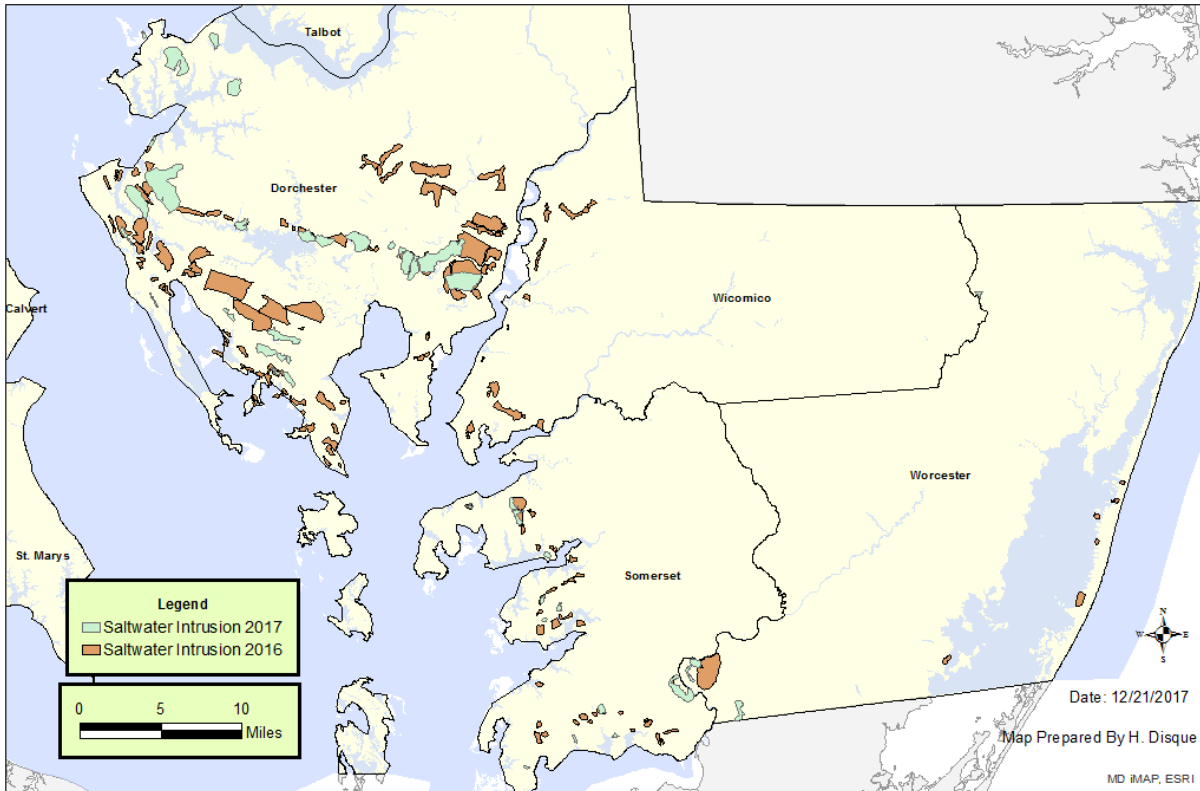 Talbot
Dorchester
Wicomico
Calvert
Worcester
St. Marys
Somerset
Legend
Saltwater Intrusion 2017
Saltwater Intrusion 2016
0 5 10
Miles
N
W E
S
Date: 12/21/2017
Map Prepared By H. Disque
MD iMAP, ESRI